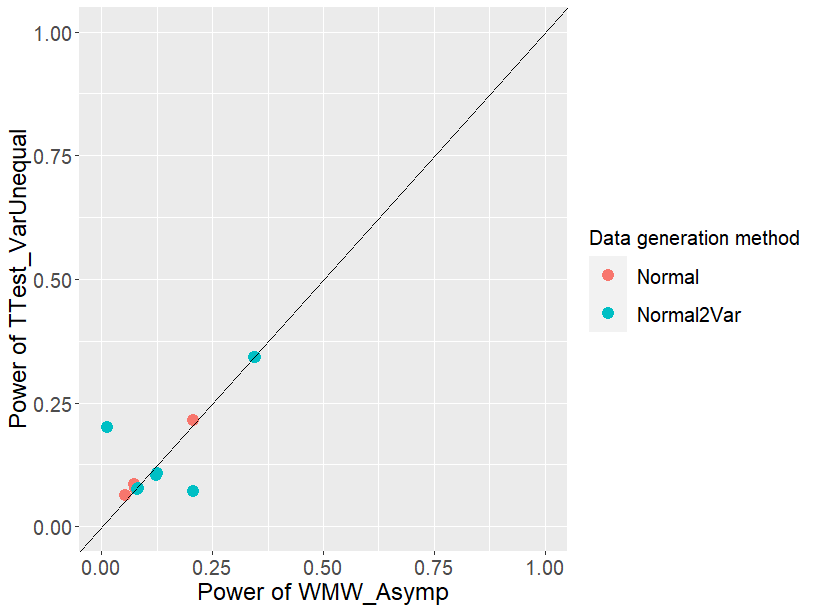 1.00
0.75
0.50
0.25
0.00
Power of TTest_VarUnequal
0.00 0.25 0.50 0.75 1.00
Power of WMW_Asymp
Data generation method
Normal
Normal2Var